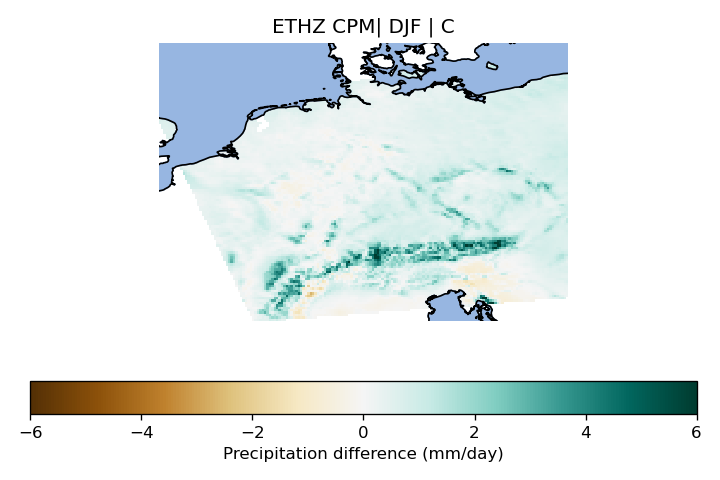 ETHZ CPM| DJF | C
−6 −4 −2 0 2 4 6
Precipitation difference (mm/day)